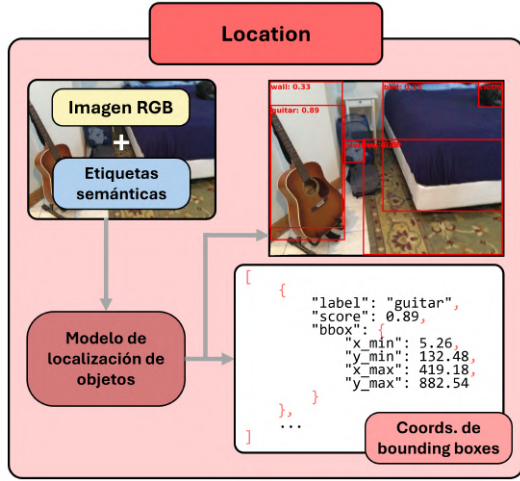 Location
Imagen RGB
+
Etiquetas
semánticas
wall: 0.33
guitar: 0.89
Modelo de
localización de
objetos
[
{
"label": "guitar",
"score": 0.89,
"bbox": {
"x_min": 5.26,
"y_min": 132.48,
"x_max": 419.18,
"y_max": 882.54
}
},
...
]
Coords. de
bounding boxes